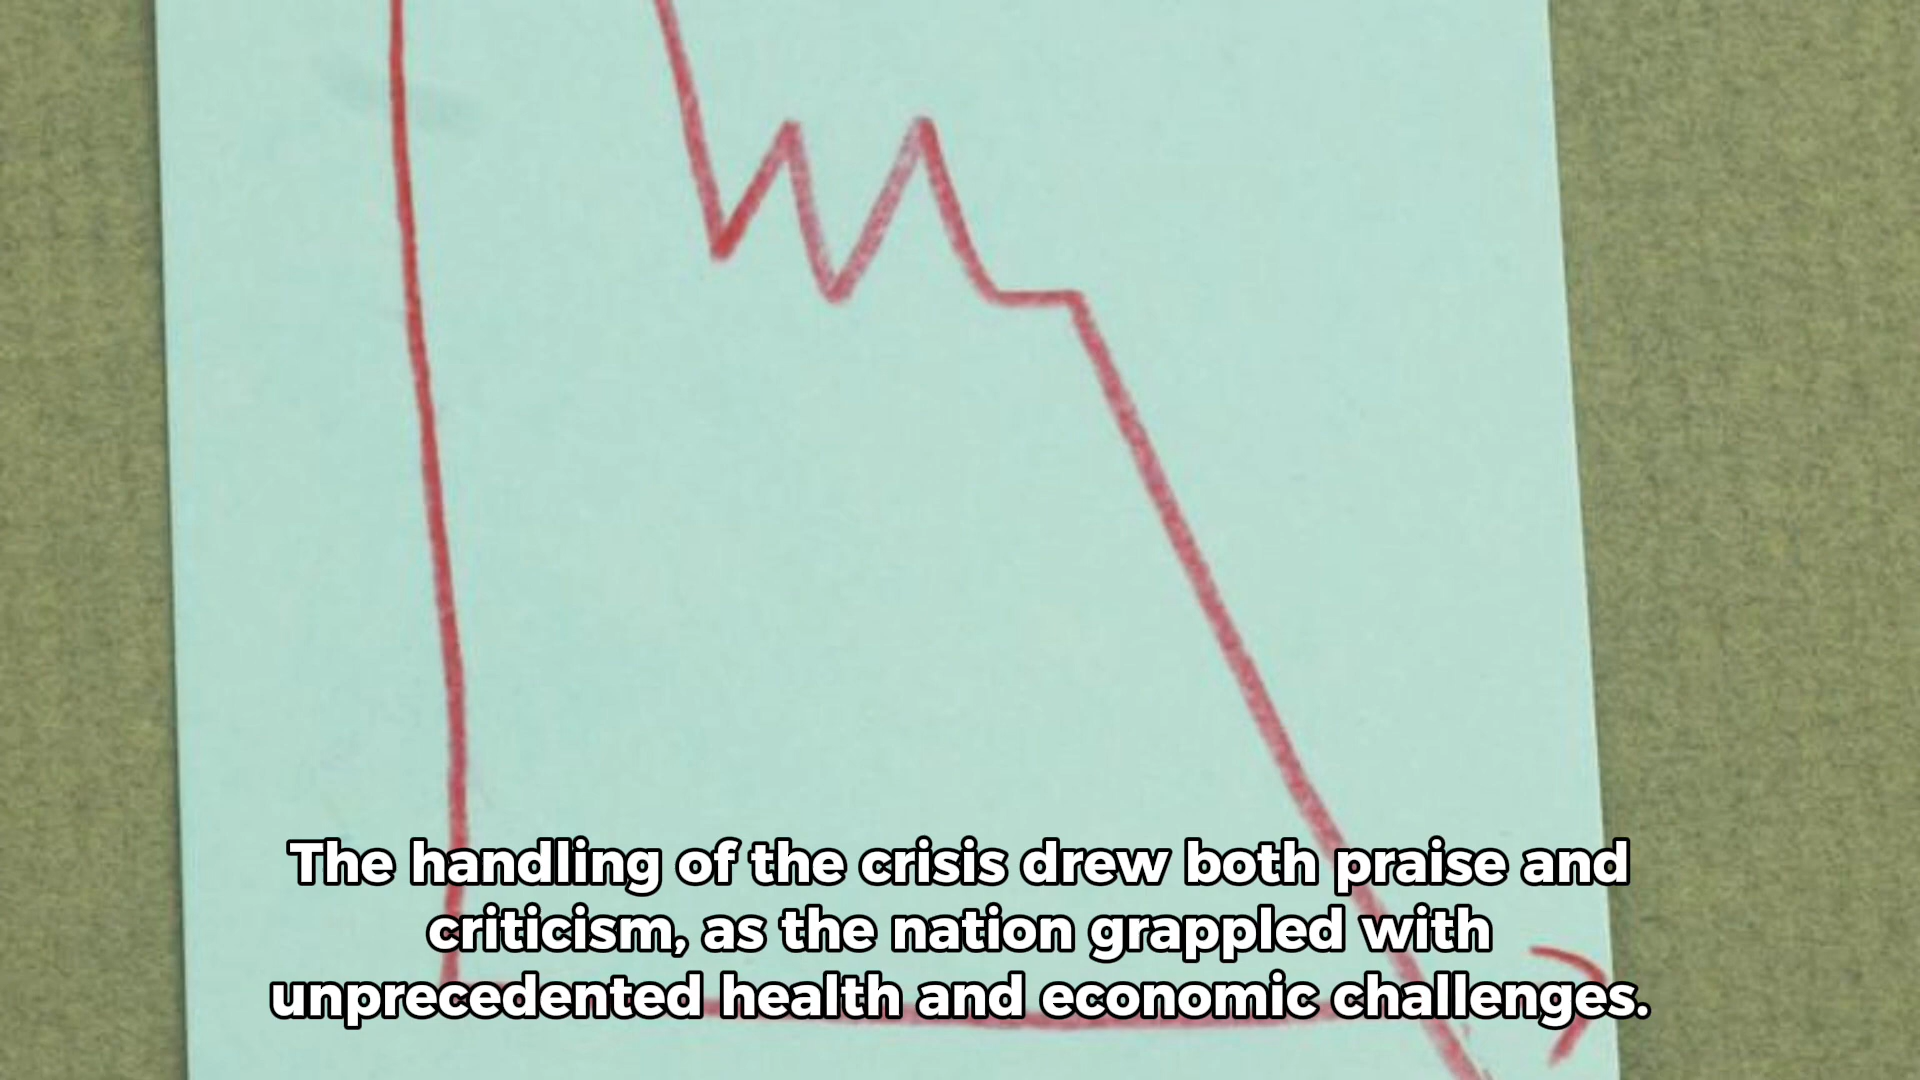 The handling of the crisis drew both praise and
criticism, as the nation grappled with
unprecedented health and economic challenges.